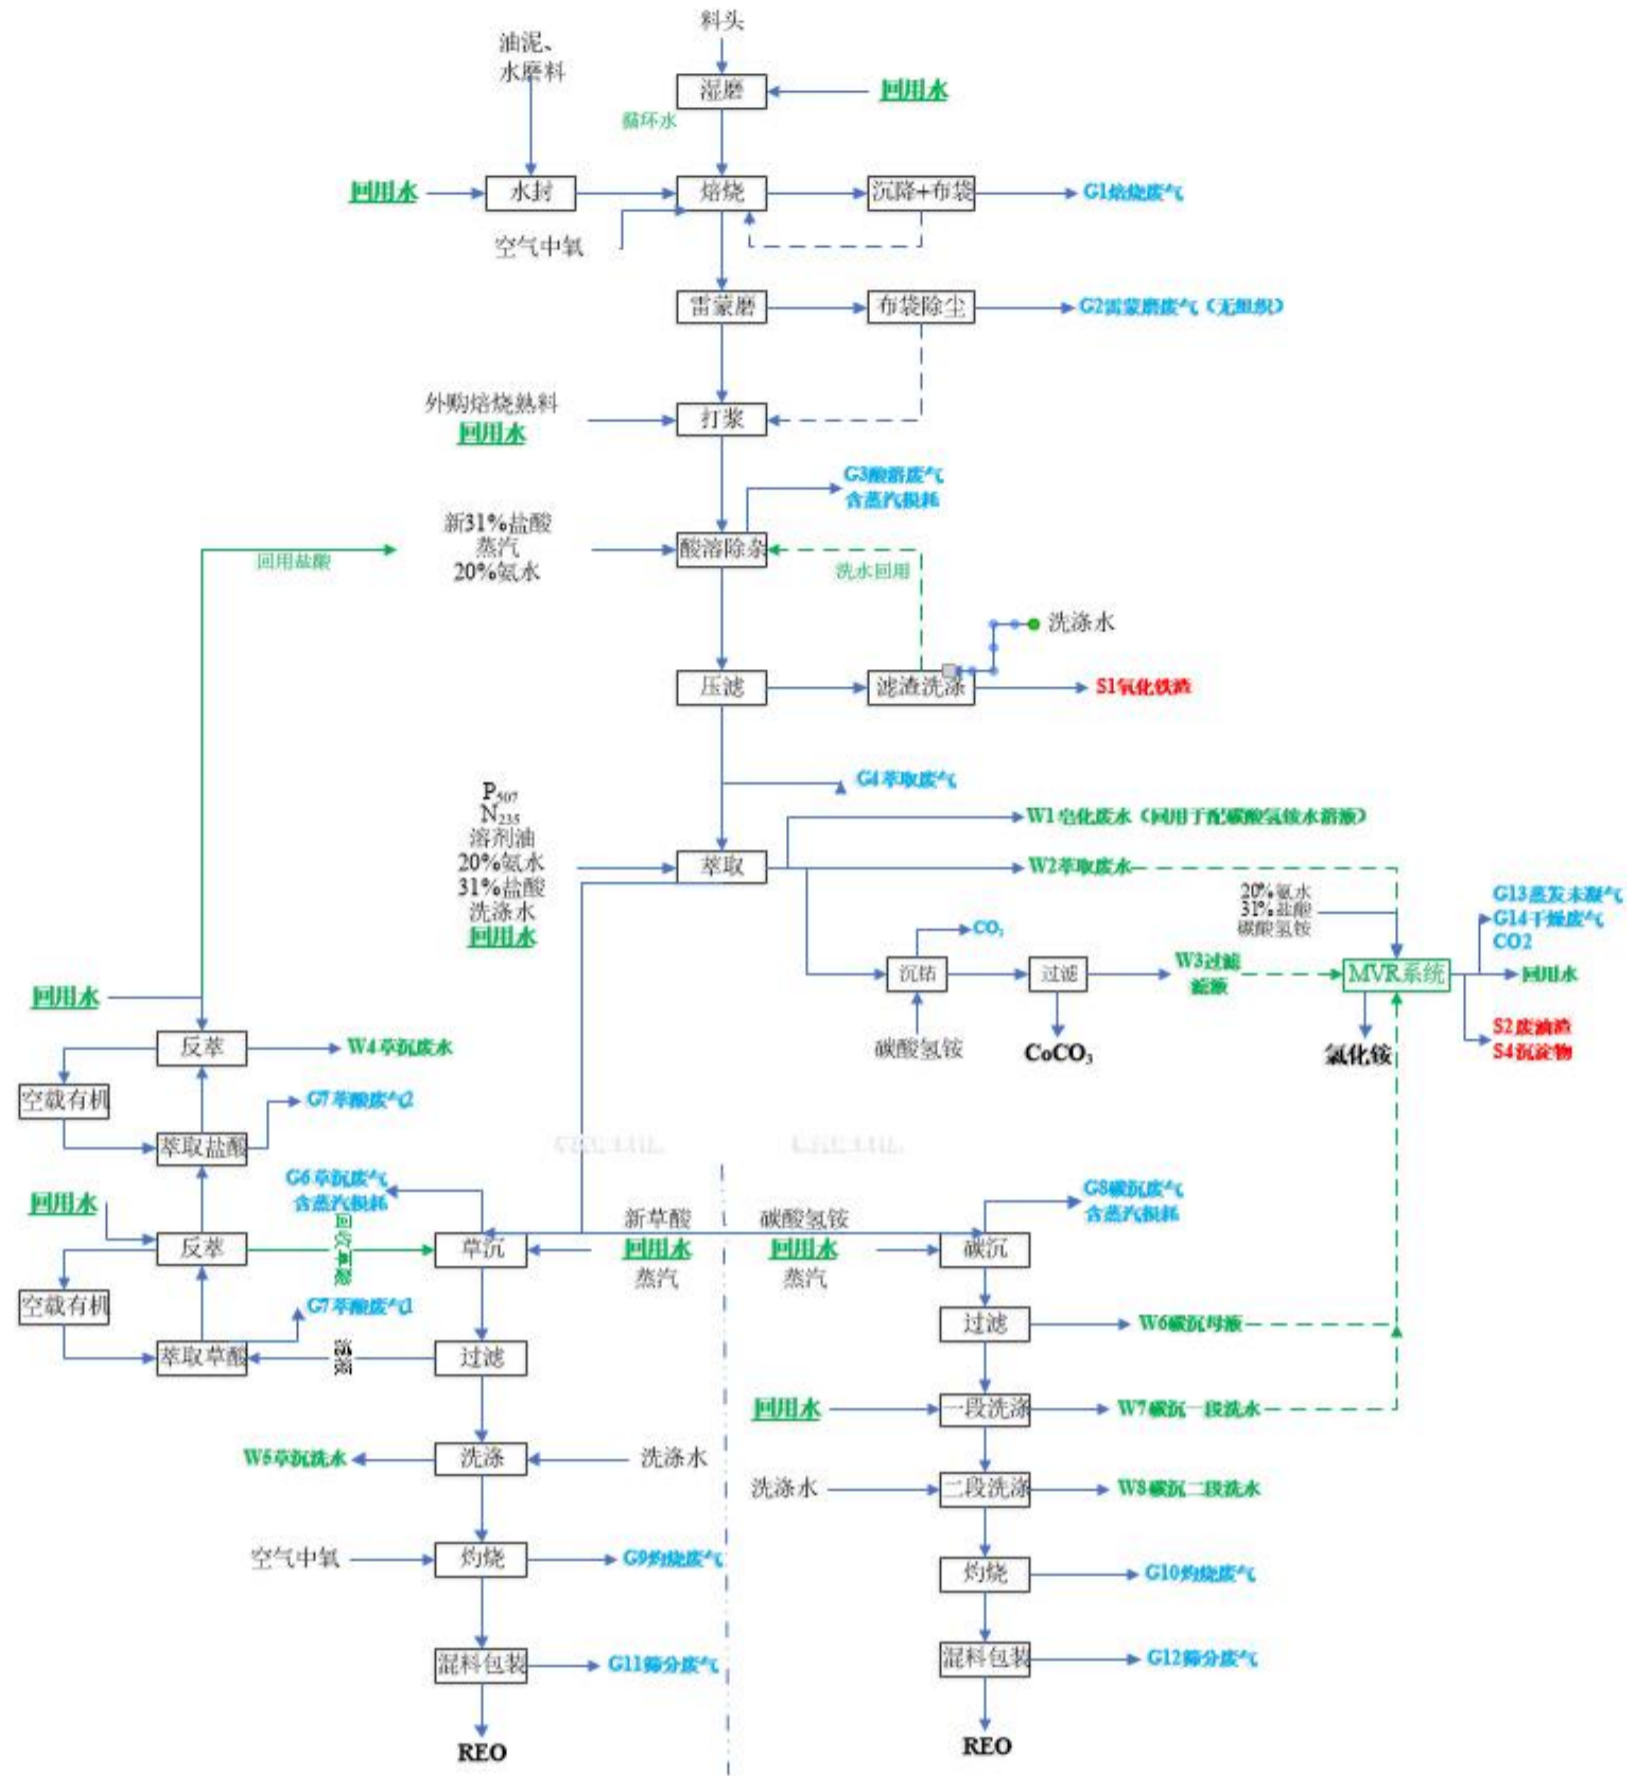 料头
油泥、
水磨料
湿磨
回用水
循环水
回用水
水封
焙烧
沉降+布袋
G1焙烧废气
空气中氧
雷蒙磨
布袋除尘
G2雷蒙磨废气（无组织）
外购焙烧熟料
回用水
打浆
G3酸溶废气
含蒸汽损耗
新31%盐酸
蒸汽
20%氨水
酸溶除杂
回用盐酸
洗水回用
洗涤水
压滤
滤渣洗涤
S1氧化铁渣
G4萃取废气
P507
N235
溶剂油
20%氨水
31%盐酸
洗涤水
回用水
萃取
W1皂化废水（回用于配碳酸氢铵水溶液）
W2萃取废水
20%氨水
31%盐酸
碳酸氢铵
G13蒸发未凝气
G14干燥废气
CO2
CO2
沉钴
过滤
W3过滤
滤液
MVR系统
回用水
碳酸氢铵
CoCO3
氯化铵
S2废油渣
S4沉淀物
回用水
反萃
W4草沉废水
空载有机
G7萃酸废气2
萃取盐酸
G6草沉废气
含蒸汽损耗
G8碳沉废气
含蒸汽损耗
回用水
反萃
回收草酸
草沉
新草酸
回用水
蒸汽
碳酸氢铵
回用水
蒸汽
碳沉
空载有机
G7萃酸废气1
萃取草酸
滤液
过滤
过滤
W6碳沉母液
回用水
一段洗涤
W7碳沉一段洗水
W5草沉洗水
洗涤
洗涤水
洗涤水
二段洗涤
W8碳沉二段洗水
空气中氧
灼烧
G9灼烧废气
灼烧
G10灼烧废气
混料包装
G11筛分废气
混料包装
G12筛分废气
REO
REO